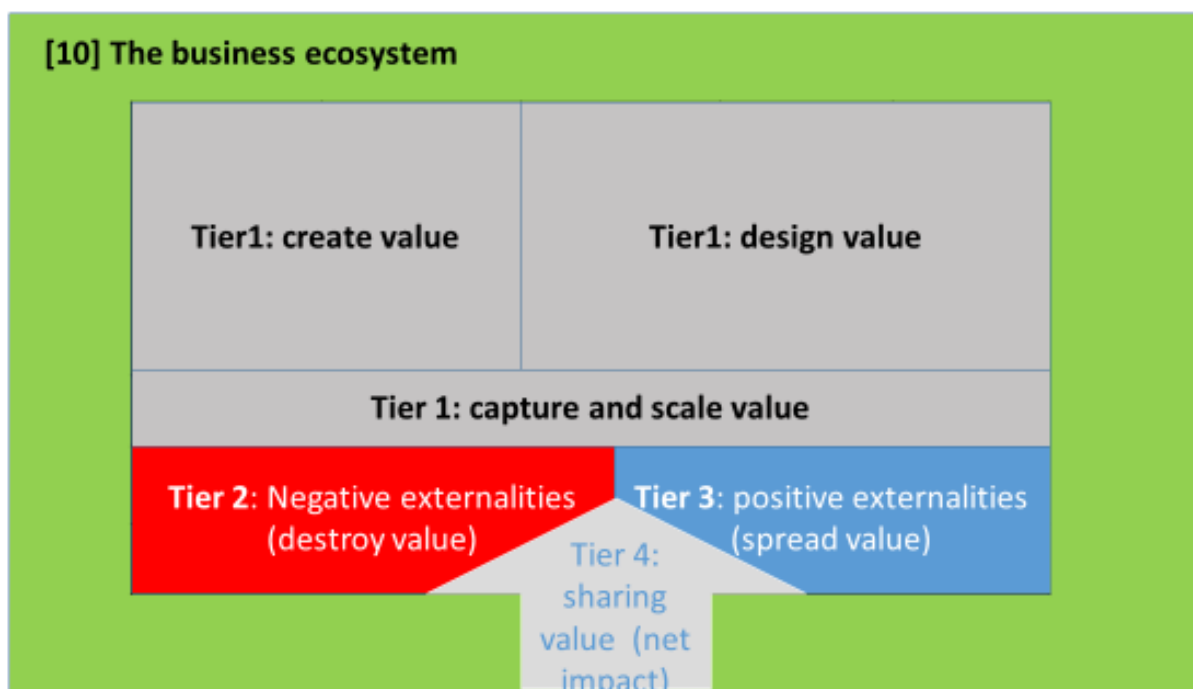 [10] The business ecosystem
Tier1: create value
Tier1: design value
Tier 1: capture and scale value
Tier 2: Negative externalities
(destroy value)
Tier 3: positive externalities
(spread value)
Tier 4:
sharing
value (net
impact)